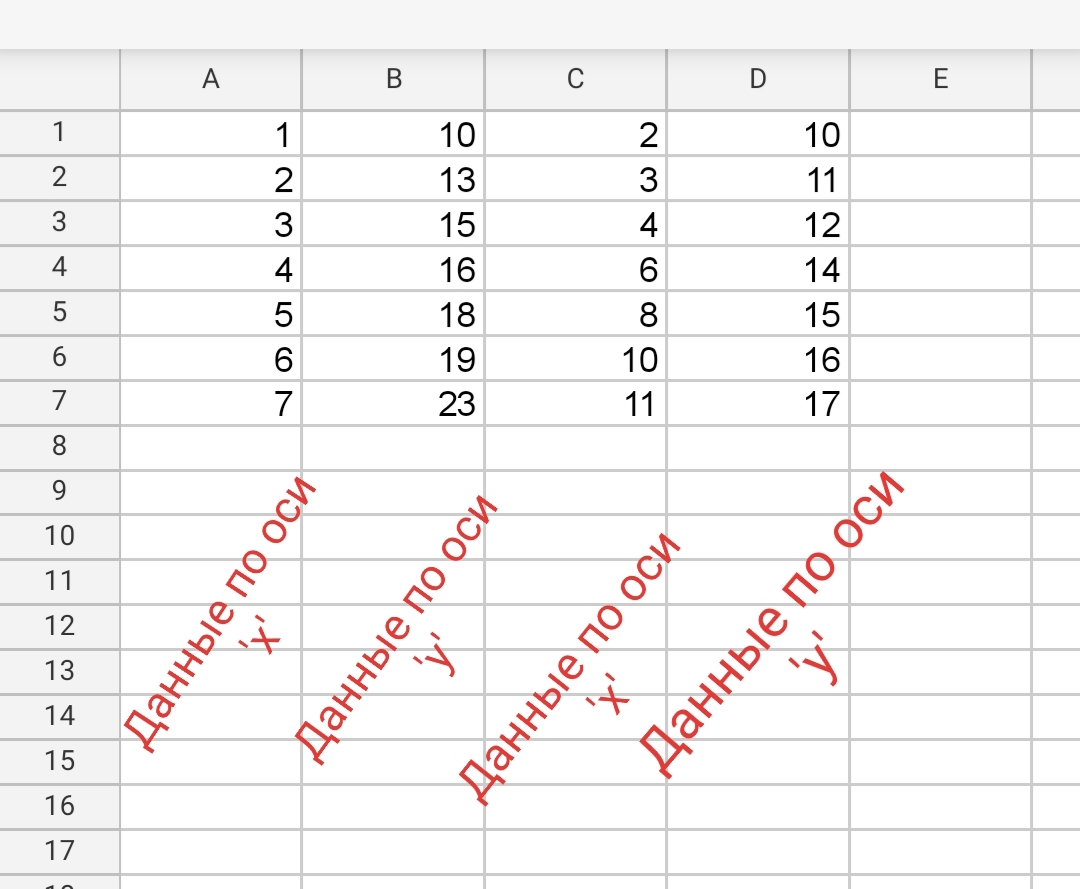 A B C D E
1 1 10 2 10
2 2 13 3 11
3 3 15 4 12
4 4 16 6 14
5 5 18 8 15
6 6 19 10 16
7 7 23 11 17
8
9
10
11
12
13
14
15
16
17
Данные по оси
'x'
Данные по оси
'y'
Данные по оси
'x'
Данные по оси
'y'